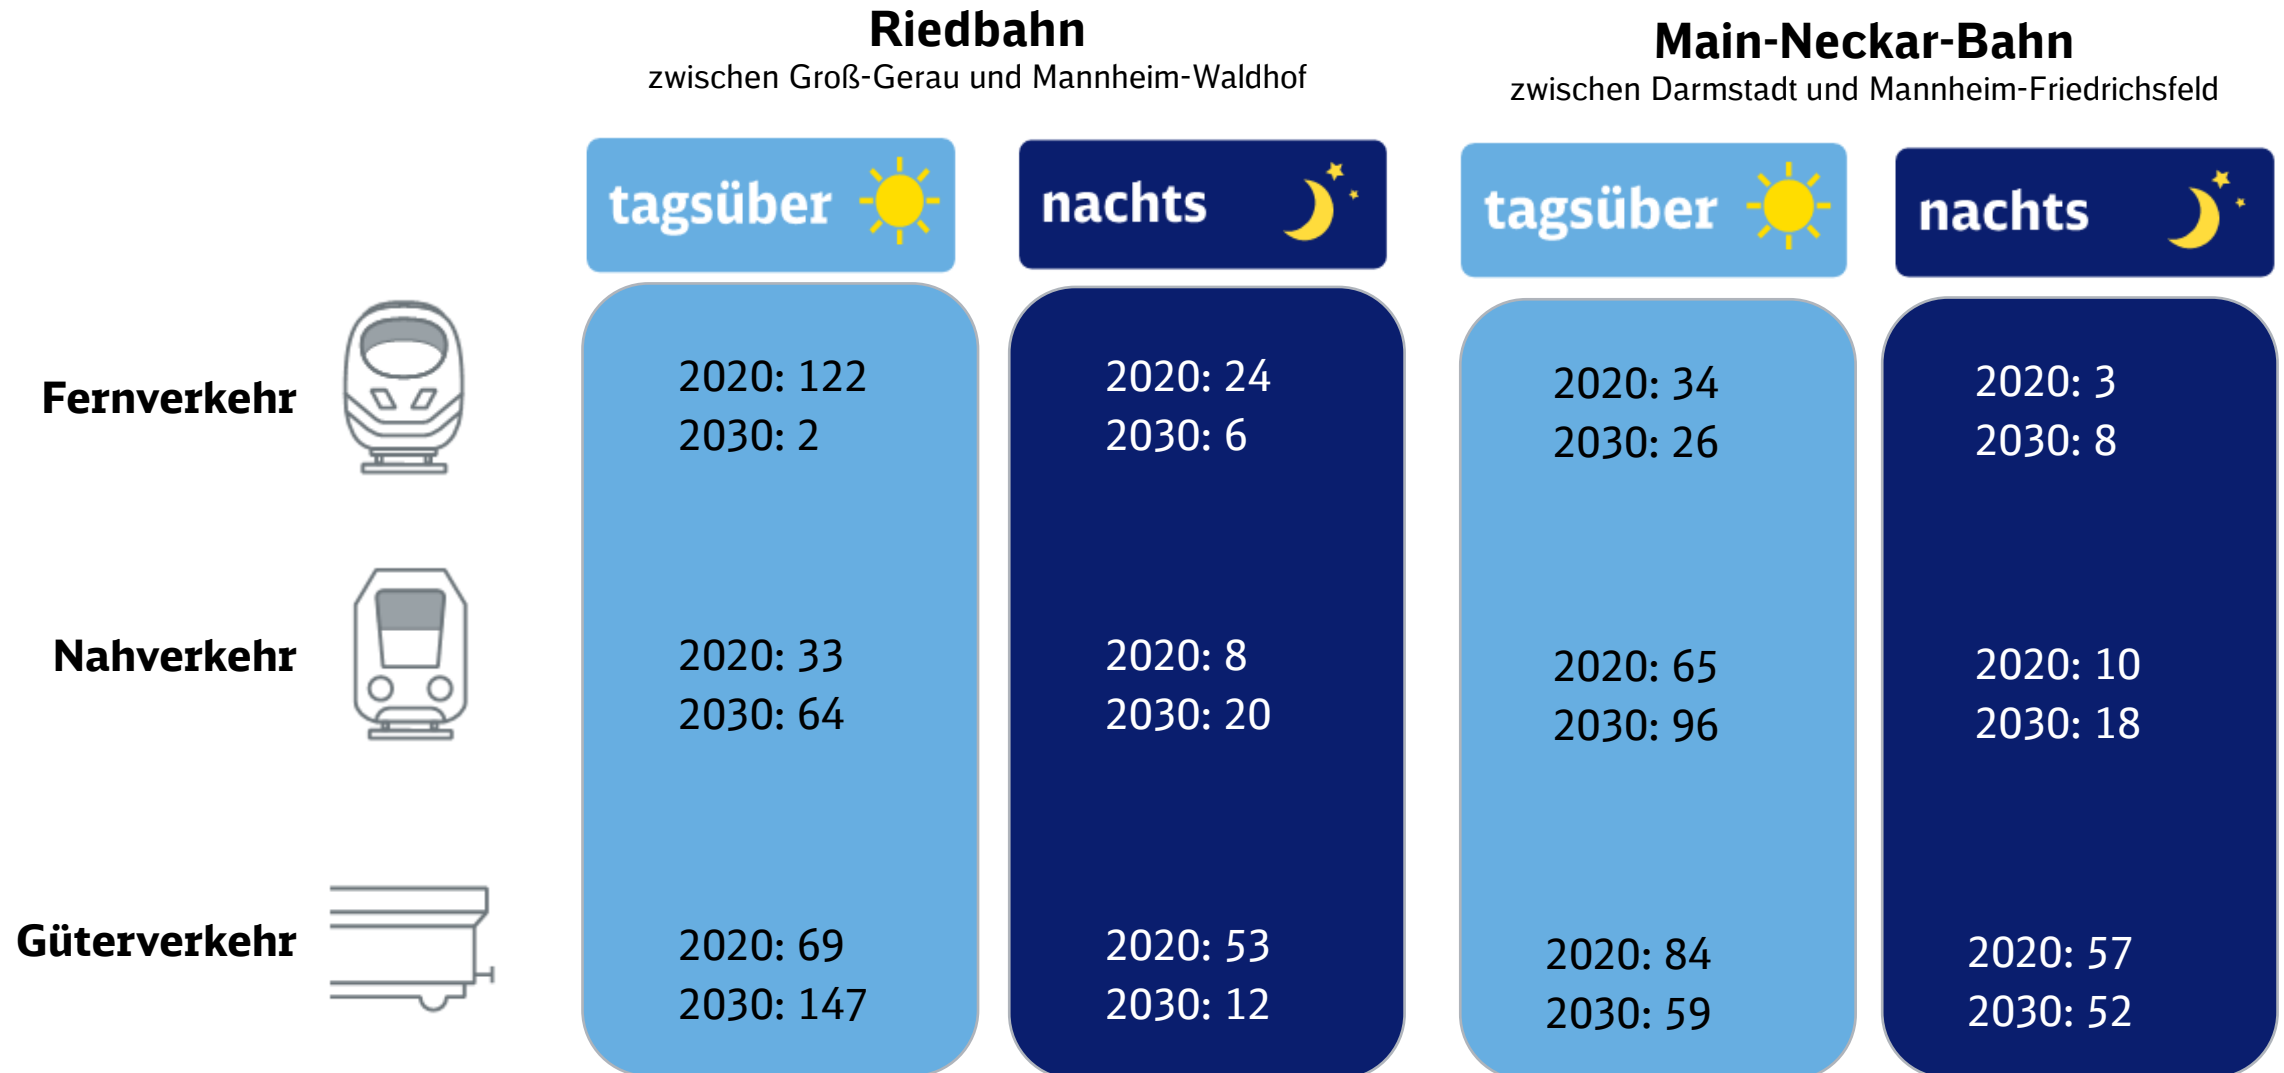 Riedbahn
zwischen Groß-Gerau und Mannheim-Waldhof
Main-Neckar-Bahn
zwischen Darmstadt und Mannheim-Friedrichsfeld
tagsüber
nachts
tagsüber
nachts
Fernverkehr
2020: 122
2030: 2
2020: 24
2030: 6
2020: 34
2030: 26
2020: 3
2030: 8
Nahverkehr
2020: 33
2030: 64
2020: 8
2030: 20
2020: 65
2030: 96
2020: 10
2030: 18
Güterverkehr
2020: 69
2030: 147
2020: 53
2030: 12
2020: 84
2030: 59
2020: 57
2030: 52